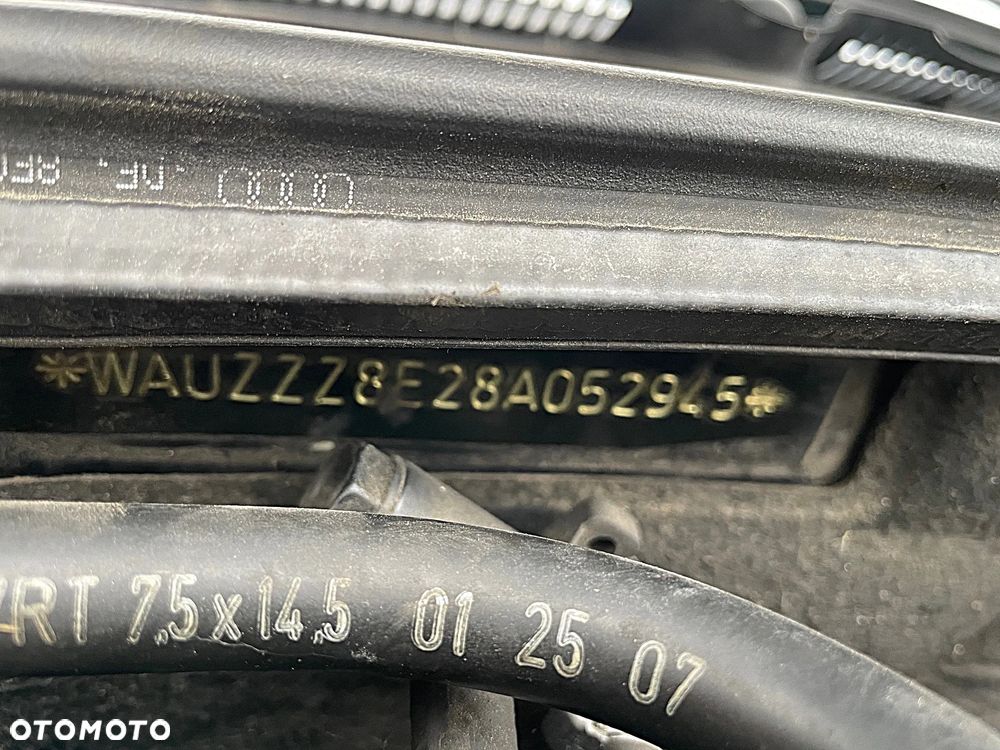 *WAUZZZ8E28A052945*
RT 7,5x14,5 01 25 07
OTOMOTO